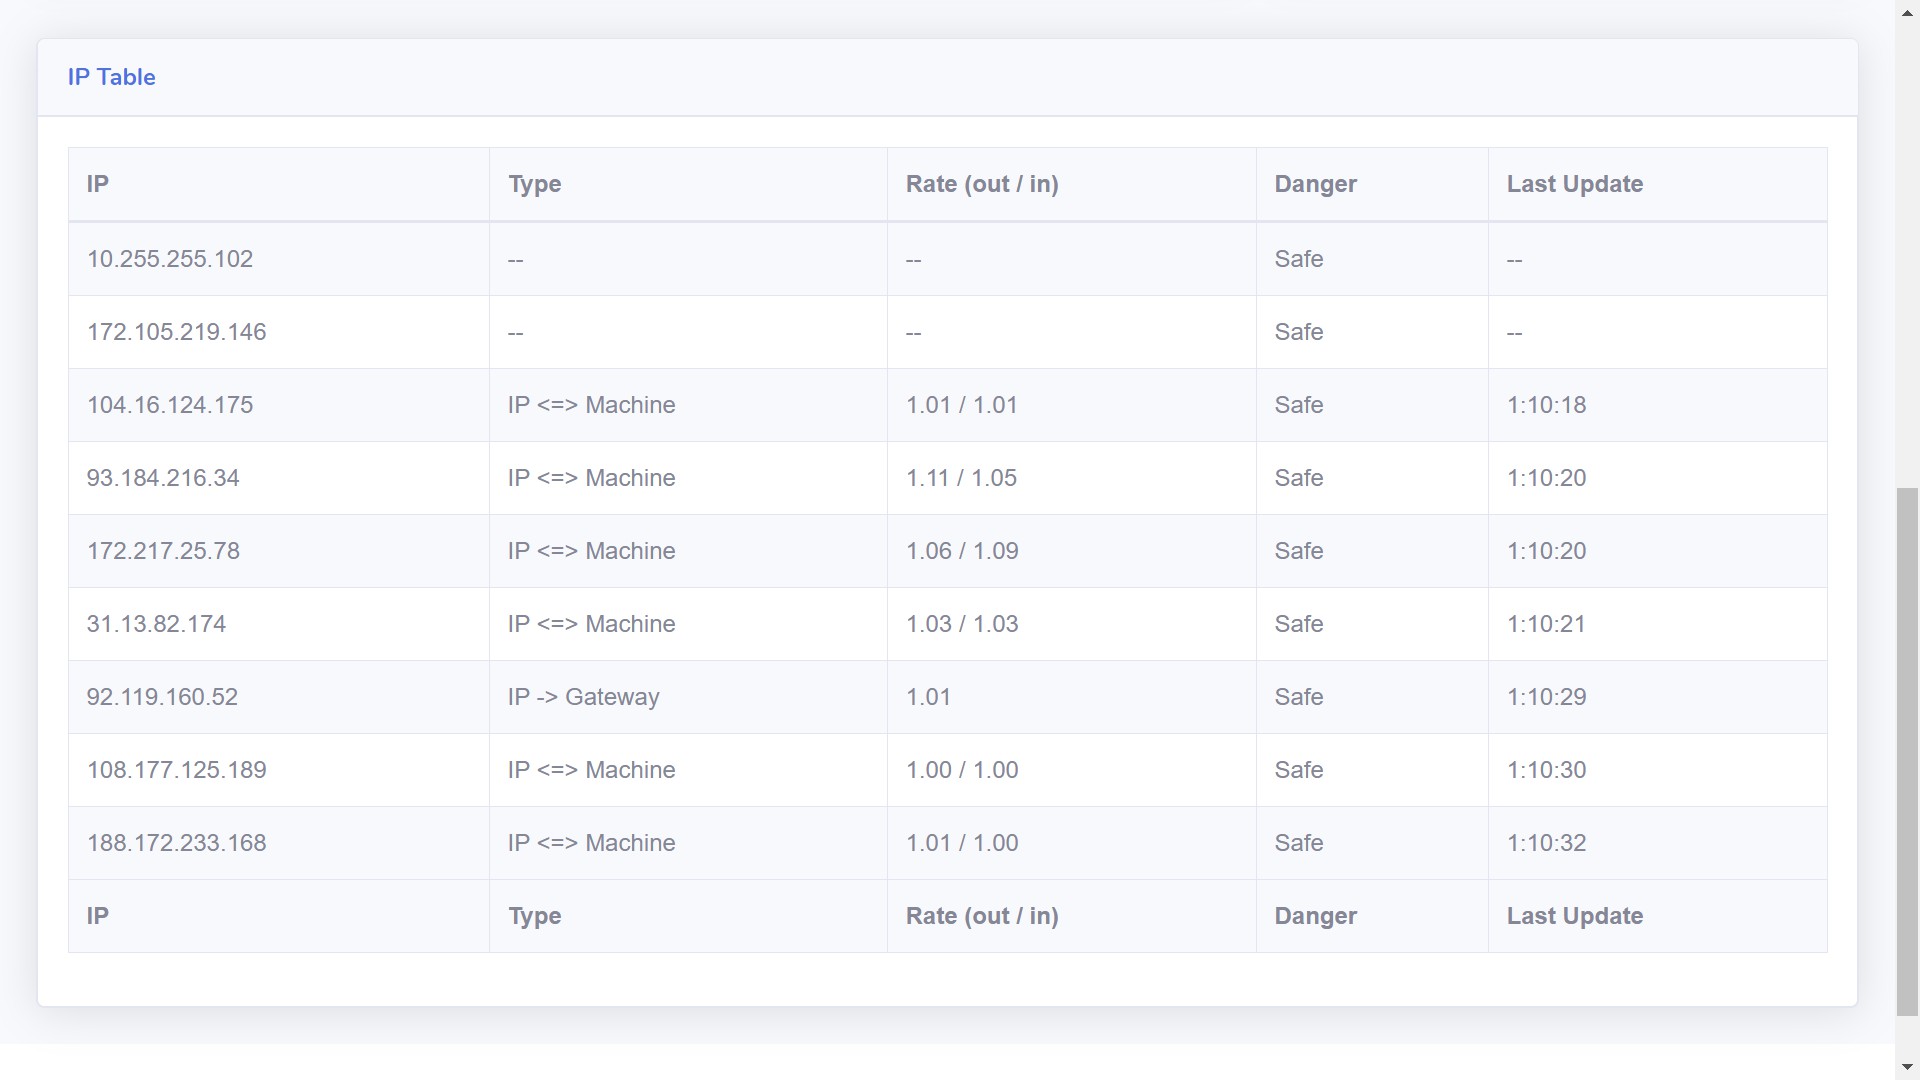 IP Table
IP Type Rate (out / in) Danger Last Update
10.255.255.102 -- -- Safe --
172.105.219.146 -- -- Safe --
104.16.124.175 IP <=> Machine 1.01 / 1.01 Safe 1:10:18
93.184.216.34 IP <=> Machine 1.11 / 1.05 Safe 1:10:20
172.217.25.78 IP <=> Machine 1.06 / 1.09 Safe 1:10:20
31.13.82.174 IP <=> Machine 1.03 / 1.03 Safe 1:10:21
92.119.160.52 IP -> Gateway 1.01 Safe 1:10:29
108.177.125.189 IP <=> Machine 1.00 / 1.00 Safe 1:10:30
188.172.233.168 IP <=> Machine 1.01 / 1.00 Safe 1:10:32
IP Type Rate (out / in) Danger Last Update